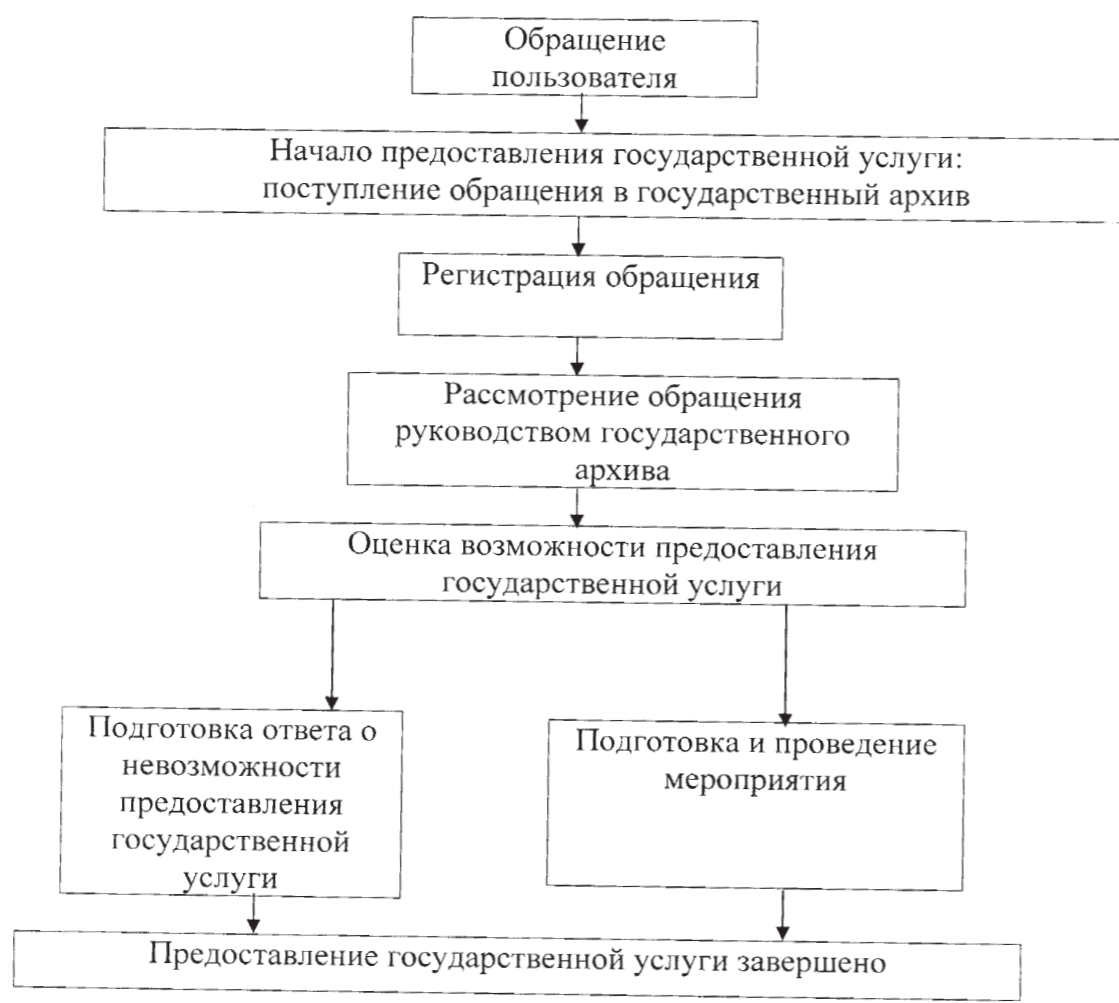 Обращение
пользователя
Начало предоставления государственной услуги:
поступление обращения в государственный архив
Регистрация обращения
Рассмотрение обращения
руководством государственного
архива
Оценка возможности предоставления
государственной услуги
Подготовка ответа о
невозможности
предоставления
государственной
услуги
Подготовка и проведение
мероприятия
Предоставление государственной услуги завершено